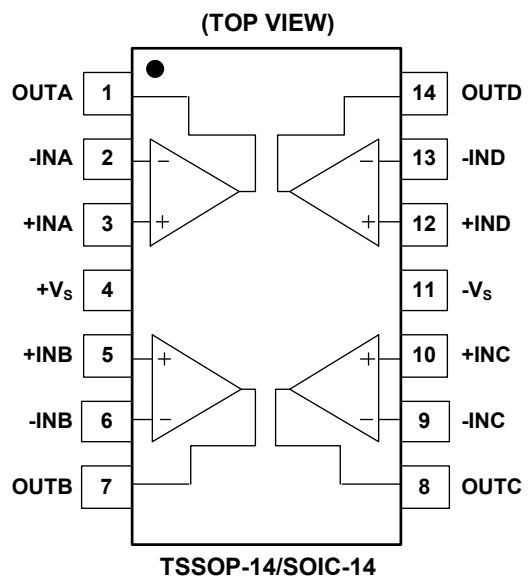 (TOP VIEW)
OUTA 1 14 OUTD
-INA 2 − − 13 -IND
+INA 3 + + 12 +IND
+VS 4 11 -VS
+INB 5 + + 10 +INC
-INB 6 − − 9 -INC
OUTB 7 8 OUTC
TSSOP-14/SOIC-14